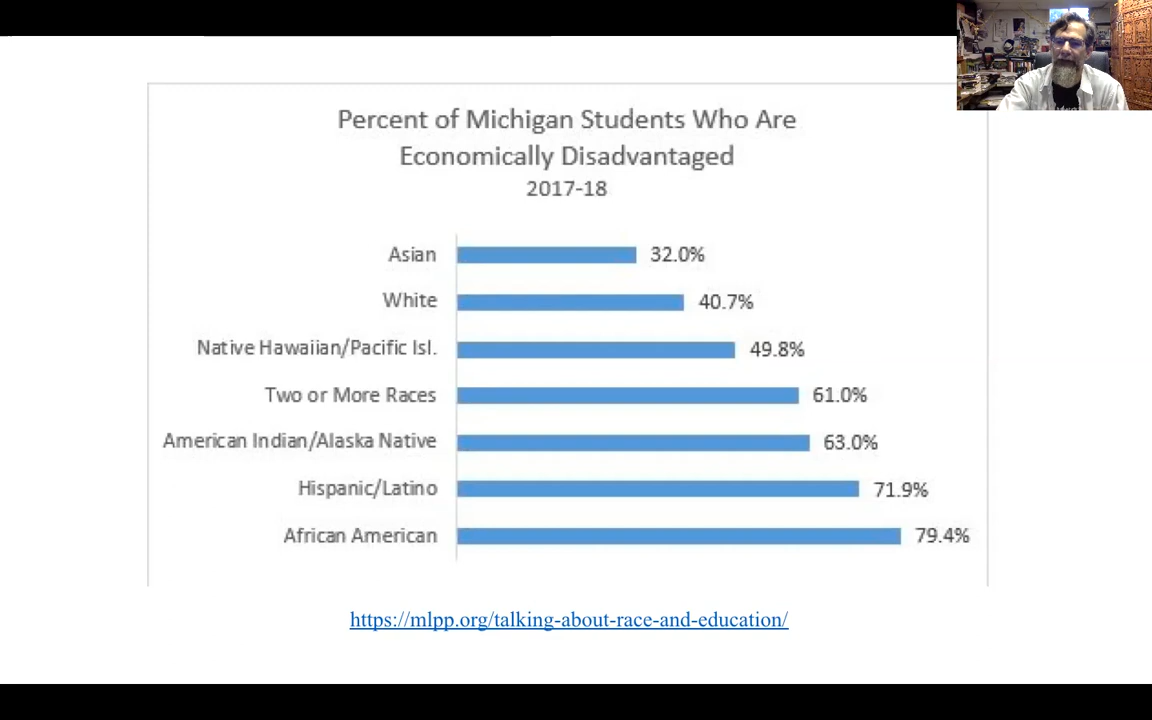 Percent of Michigan Students Who Are
Economically Disadvantaged
2017-18
Asian 32.0%
White 40.7%
Native Hawaiian/Pacific Isl. 49.8%
Two or More Races 61.0%
American Indian/Alaska Native 63.0%
Hispanic/Latino 71.9%
African American 79.4%
https://mlpp.org/talking-about-race-and-education/